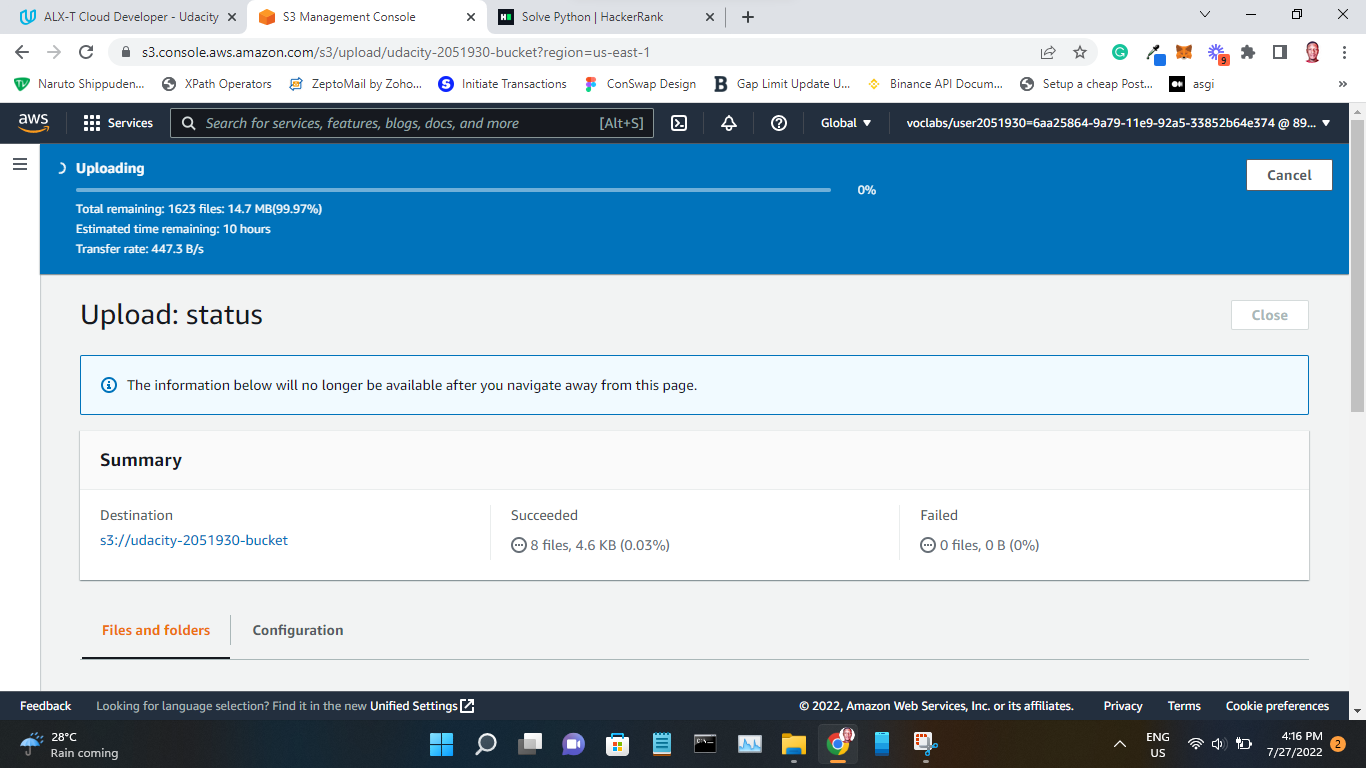 ALX-T Cloud Developer - Udacity
S3 Management Console
Solve Python | HackerRank
s3.console.aws.amazon.com/s3/upload/udacity-2051930-bucket?region=us-east-1
9
Naruto Shippuden...
XPath Operators
ZeptoMail by Zoho...
Initiate Transactions
ConSwap Design
Gap Limit Update U...
Binance API Docum...
Setup a cheap Post...
asgi
»
aws
Services
Search for services, features, blogs, docs, and more
[Alt+S]
Global
voclabs/user2051930=6aa25864-9a79-11e9-92a5-33852b64e374 @ 89...
Uploading
0%
Cancel
Total remaining: 1623 files: 14.7 MB(99.97%)
Estimated time remaining: 10 hours
Transfer rate: 447.3 B/s
Upload: status
Close
The information below will no longer be available after you navigate away from this page.
Summary
Destination
s3://udacity-2051930-bucket
Succeeded
8 files, 4.6 KB (0.03%)
Failed
0 files, 0 B (0%)
Files and folders
Configuration
Feedback
Looking for language selection? Find it in the new Unified Settings
© 2022, Amazon Web Services, Inc. or its affiliates.
Privacy
Terms
Cookie preferences
28°C
Rain coming
ENG
US
4:16 PM
7/27/2022
2